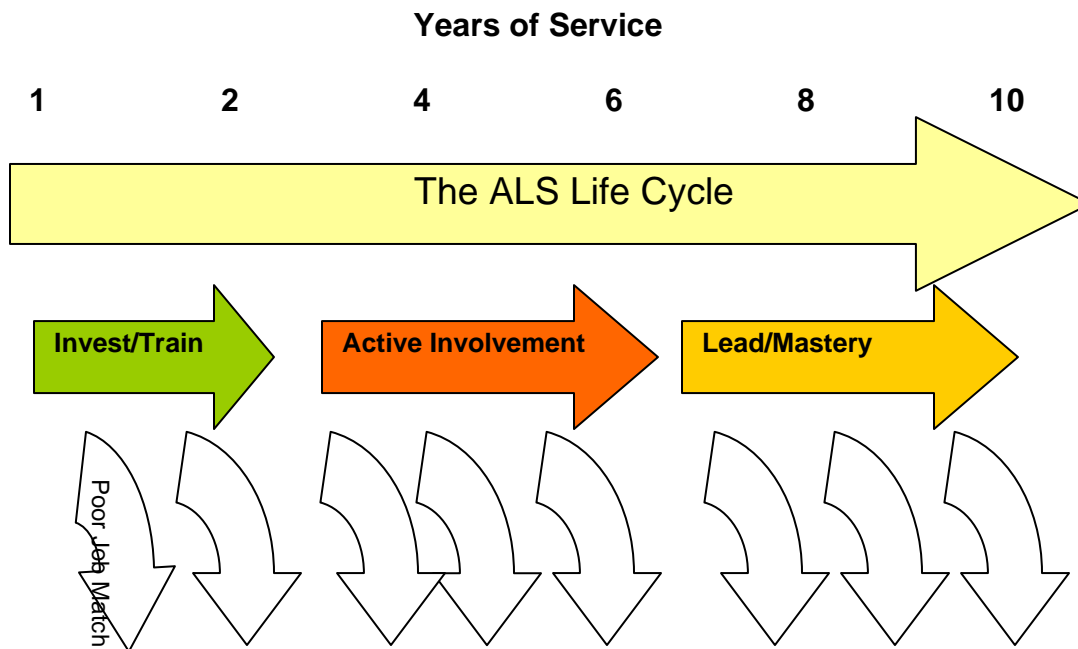 Years of Service
1 2 4 6 8 10
The ALS Life Cycle
Invest/Train
Active Involvement
Lead/Mastery
Poor Job Match